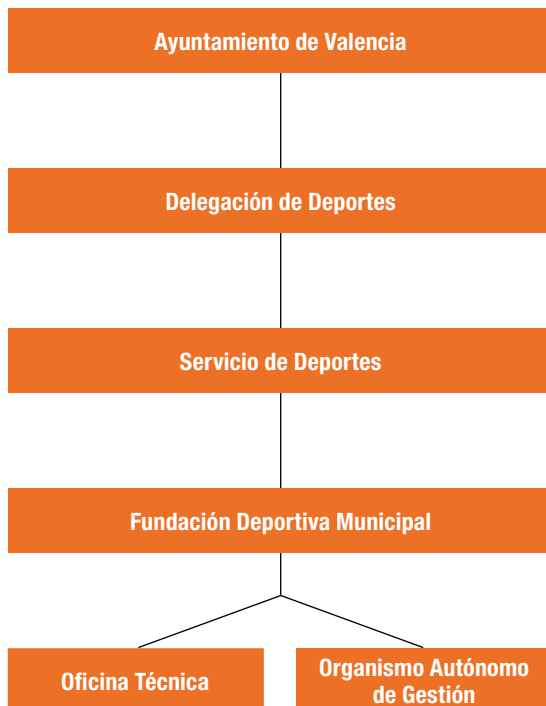 Ayuntamiento de Valencia
Delegación de Deportes
Servicio de Deportes
Fundación Deportiva Municipal
Oficina Técnica
Organismo Autónomo
de Gestión